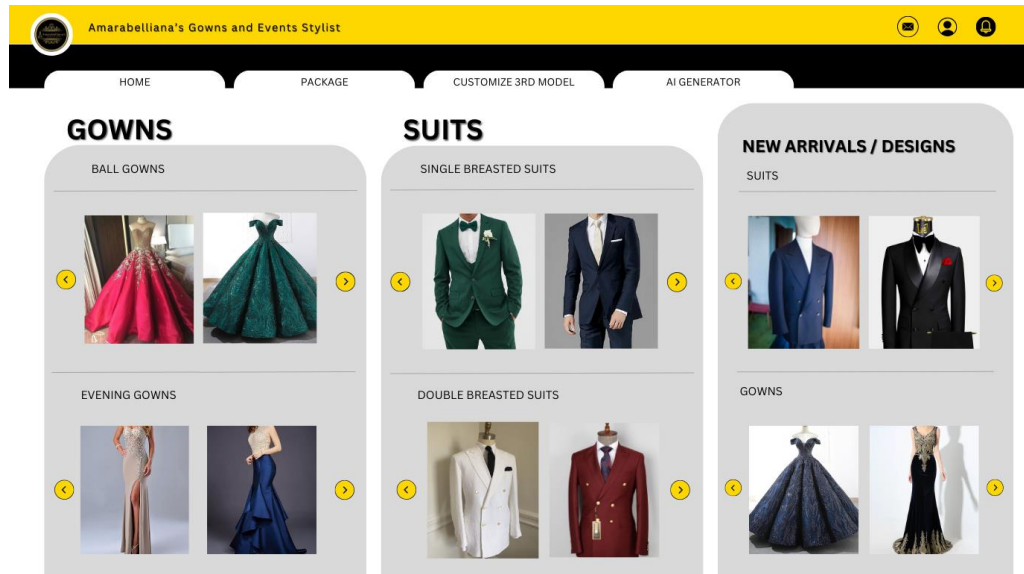 Amarabelliana's Gowns and Events Stylist
HOME
PACKAGE
CUSTOMIZE 3RD MODEL
AI GENERATOR
GOWNS
BALL GOWNS
EVENING GOWNS
SUITS
SINGLE BREASTED SUITS
DOUBLE BREASTED SUITS
NEW ARRIVALS / DESIGNS
SUITS
GOWNS